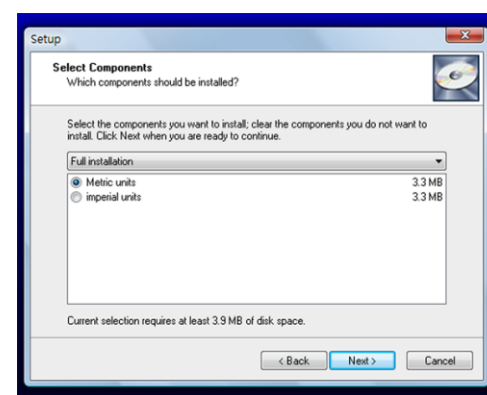 Setup
Select Components
Which components should be installed?
Select the components you want to install; clear the components you do not want to
install. Click Next when you are ready to continue.
Full installation
Metric units 3.3 MB
imperial units 3.3 MB
Current selection requires at least 3.9 MB of disk space.
< Back Next > Cancel